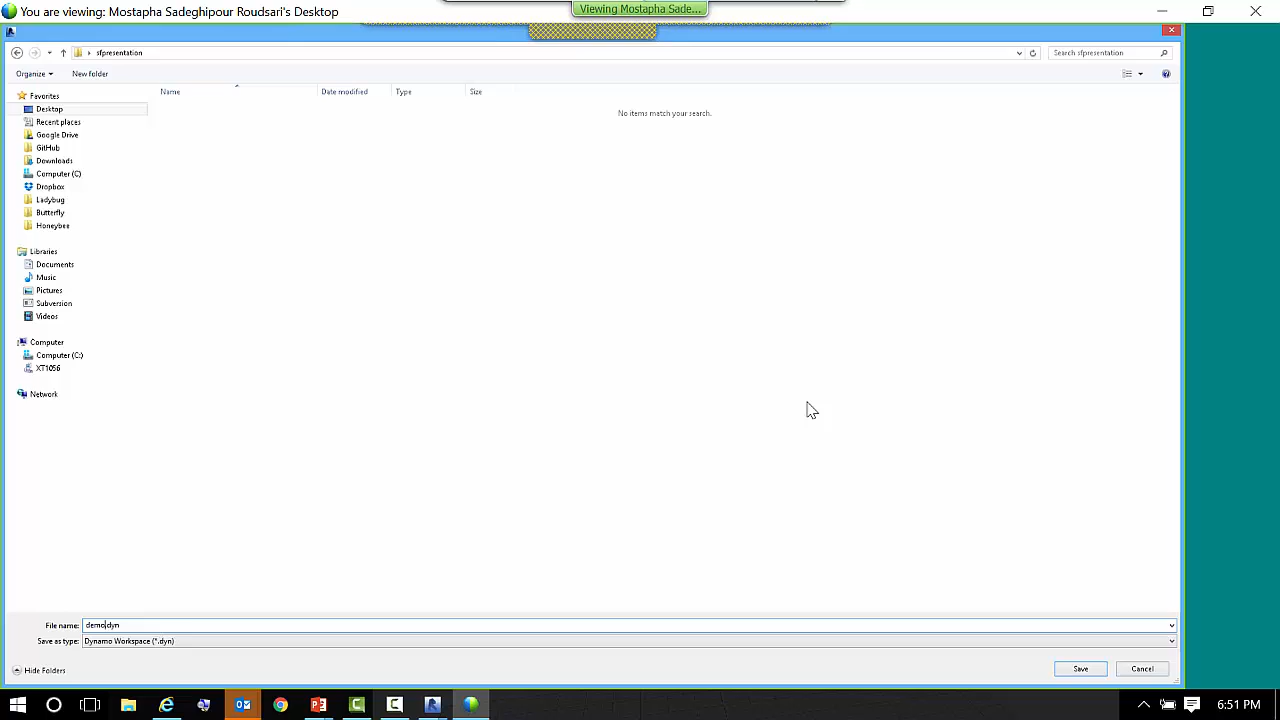 You are viewing: Mostapha Sadeghipour Roudsari's Desktop
Viewing Mostapha Sade...
sfpresentation
Search sfpresentation
Organize
New folder
Name
Date modified
Type
Size
No items match your search.
Favorites
Desktop
Recent places
Google Drive
GitHub
Downloads
Computer (C)
Dropbox
Ladybug
Butterfly
Honeybee
Libraries
Documents
Music
Pictures
Subversion
Videos
Computer
Computer (C:)
XT1056
Network
File name:
demo.dyn
Save as type:
Dynamo Workspace (*.dyn)
Hide Folders
Save
Cancel
6:51 PM